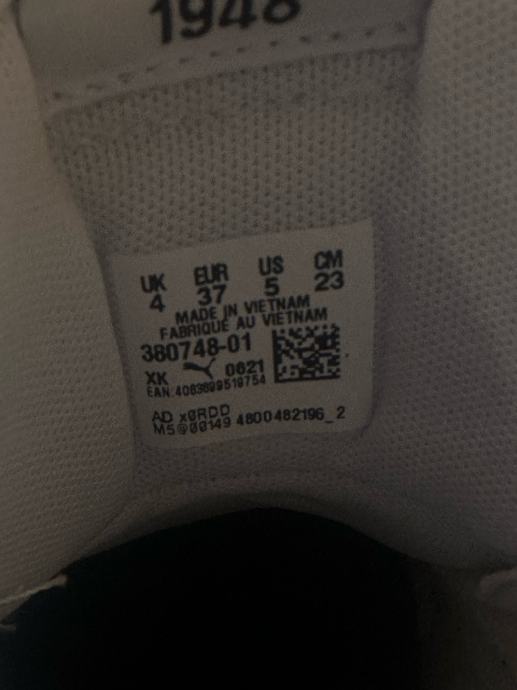 1948
UK EUR US CM
4 37 5 23
MADE IN VIETNAM
FABRIQUE AU VIETNAM
380748-01
XK 0621
EAN:4063699519754
AD x0RDD
M5@00149 4800482196_2